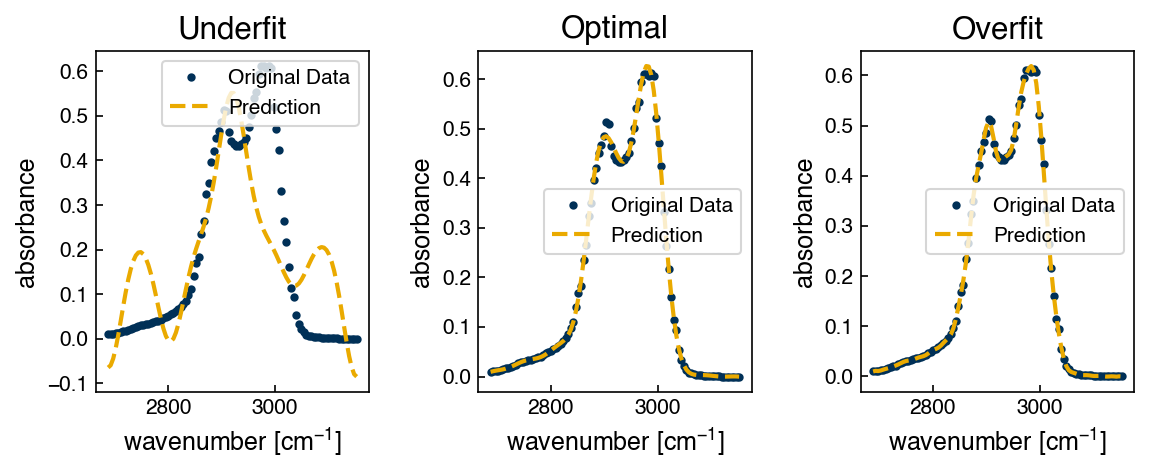 Underfit
Optimal
Overfit
Original Data
Prediction
0.6
0.5
0.4
0.3
0.2
0.1
0.0
−0.1
absorbance
2800
3000
wavenumber [cm⁻¹]
Original Data
Prediction
0.6
0.5
0.4
0.3
0.2
0.1
0.0
absorbance
2800
3000
wavenumber [cm⁻¹]
Original Data
Prediction
0.6
0.5
0.4
0.3
0.2
0.1
0.0
absorbance
2800
3000
wavenumber [cm⁻¹]